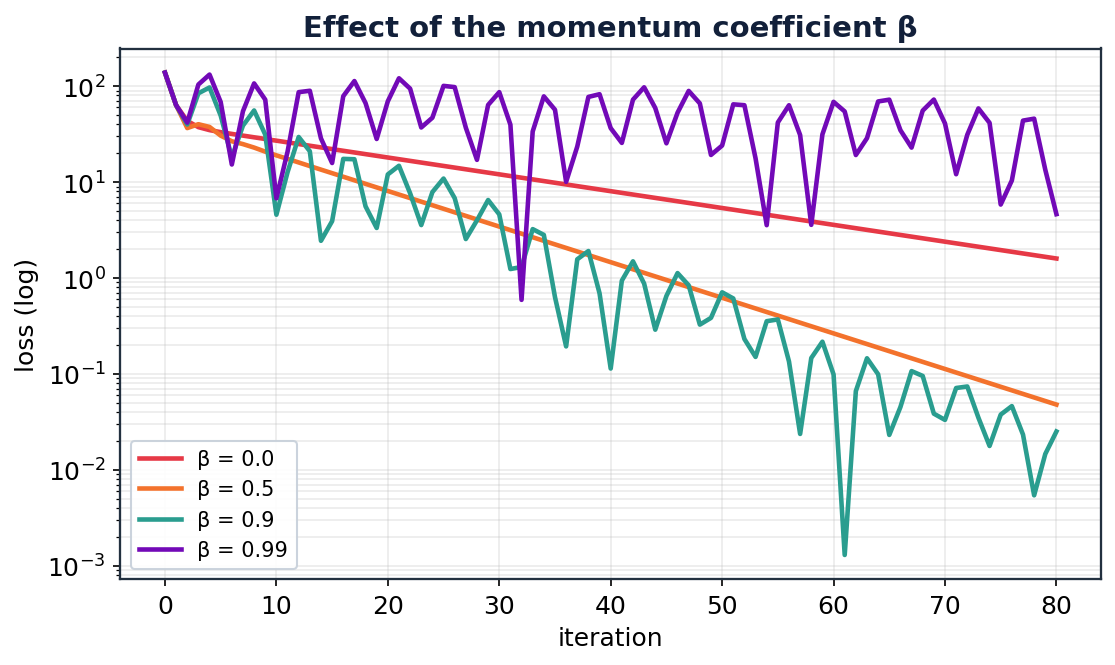 Effect of the momentum coefficient β
loss (log)
10²
10¹
10⁰
10⁻¹
10⁻²
10⁻³
β = 0.0
β = 0.5
β = 0.9
β = 0.99
0 10 20 30 40 50 60 70 80
iteration